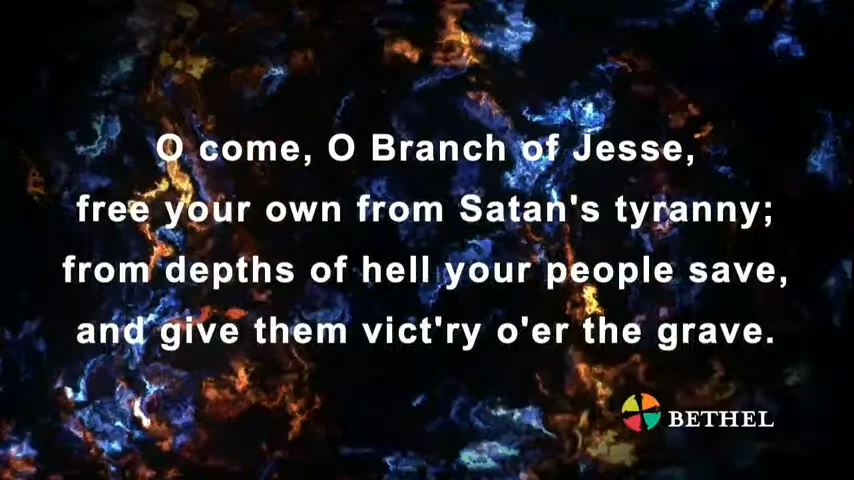 O come, O Branch of Jesse,
free your own from Satan's tyranny;
from depths of hell your people save,
and give them vict'ry o'er the grave.
BETHEL